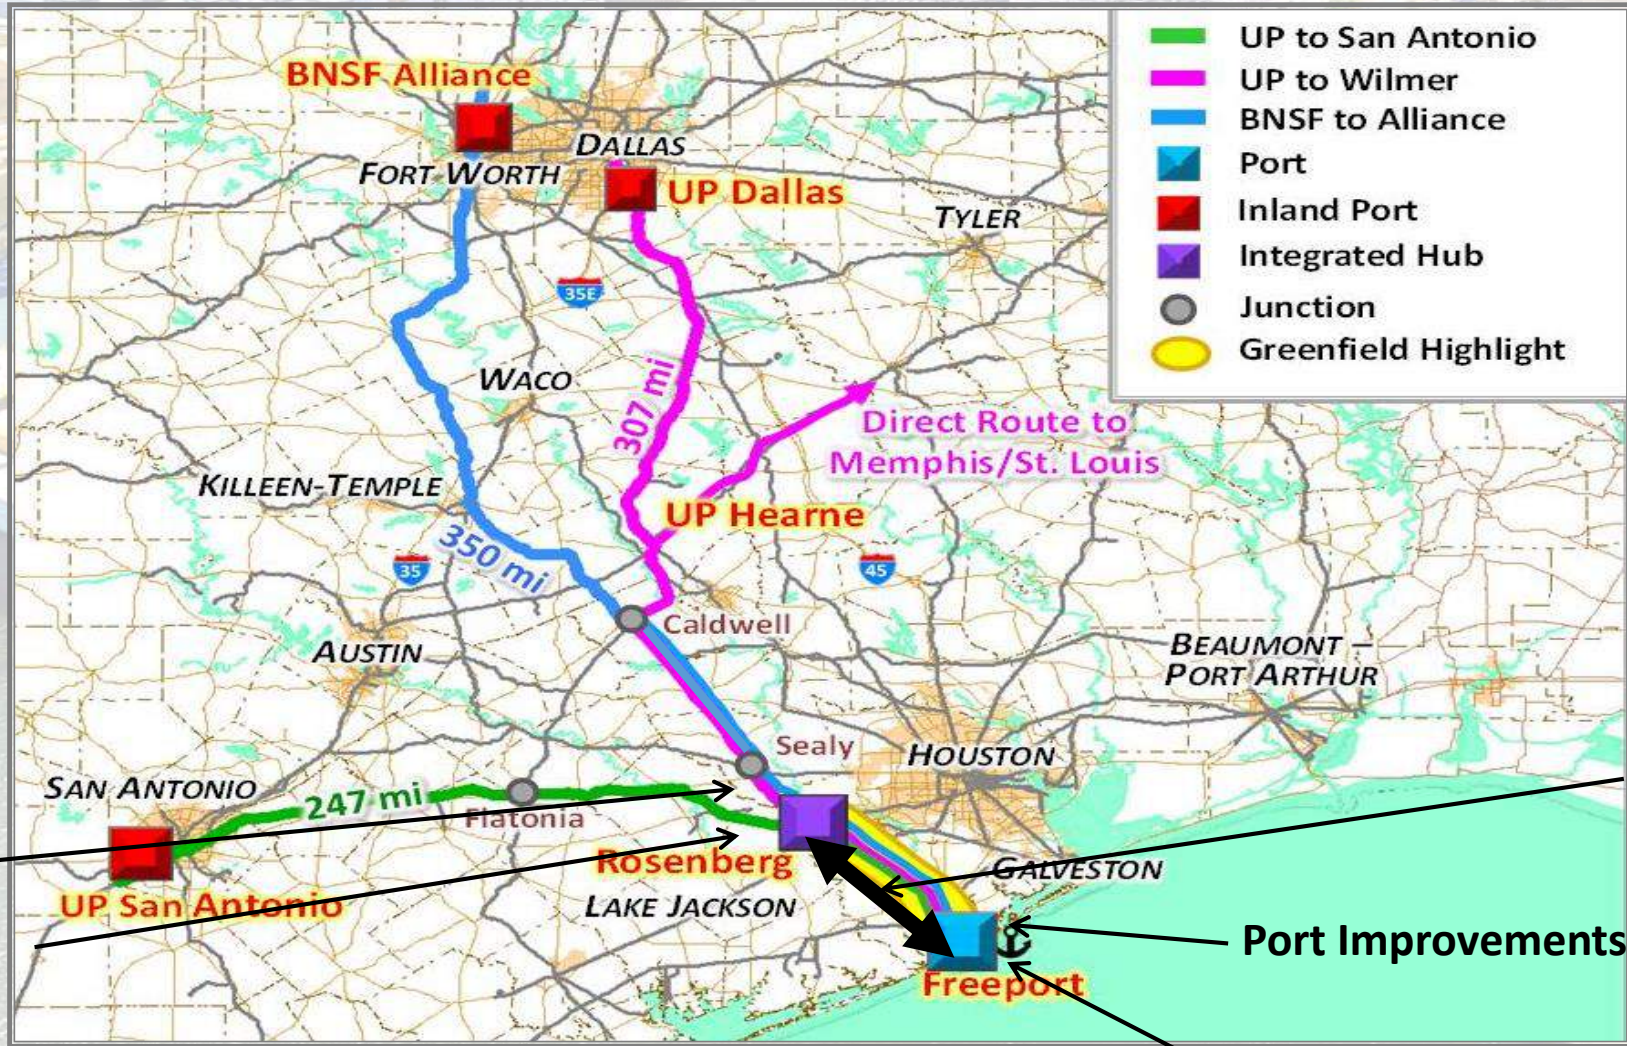 UP to San Antonio
UP to Wilmer
BNSF to Alliance
Port
Inland Port
Integrated Hub
Junction
Greenfield Highlight
BNSF Alliance
DALLAS
FORT WORTH
UP Dallas
TYLER
35E
WACO
307 mi
Direct Route to
Memphis/St. Louis
KILLEEN-TEMPLE
UP Hearne
350 mi
35
45
Caldwell
AUSTIN
BEAUMONT –
PORT ARTHUR
Sealy
HOUSTON
SAN ANTONIO
247 mi
Flatonia
Rosenberg
GALVESTON
UP San Antonio
LAKE JACKSON
Port Improvements
Freeport